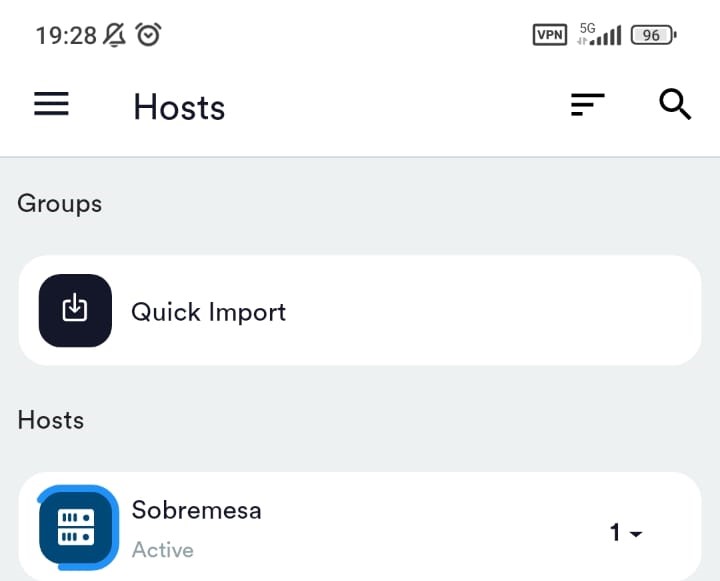 19:28 VPN 5G 96
Hosts
Groups
Quick Import
Hosts
Sobremesa
Active
1